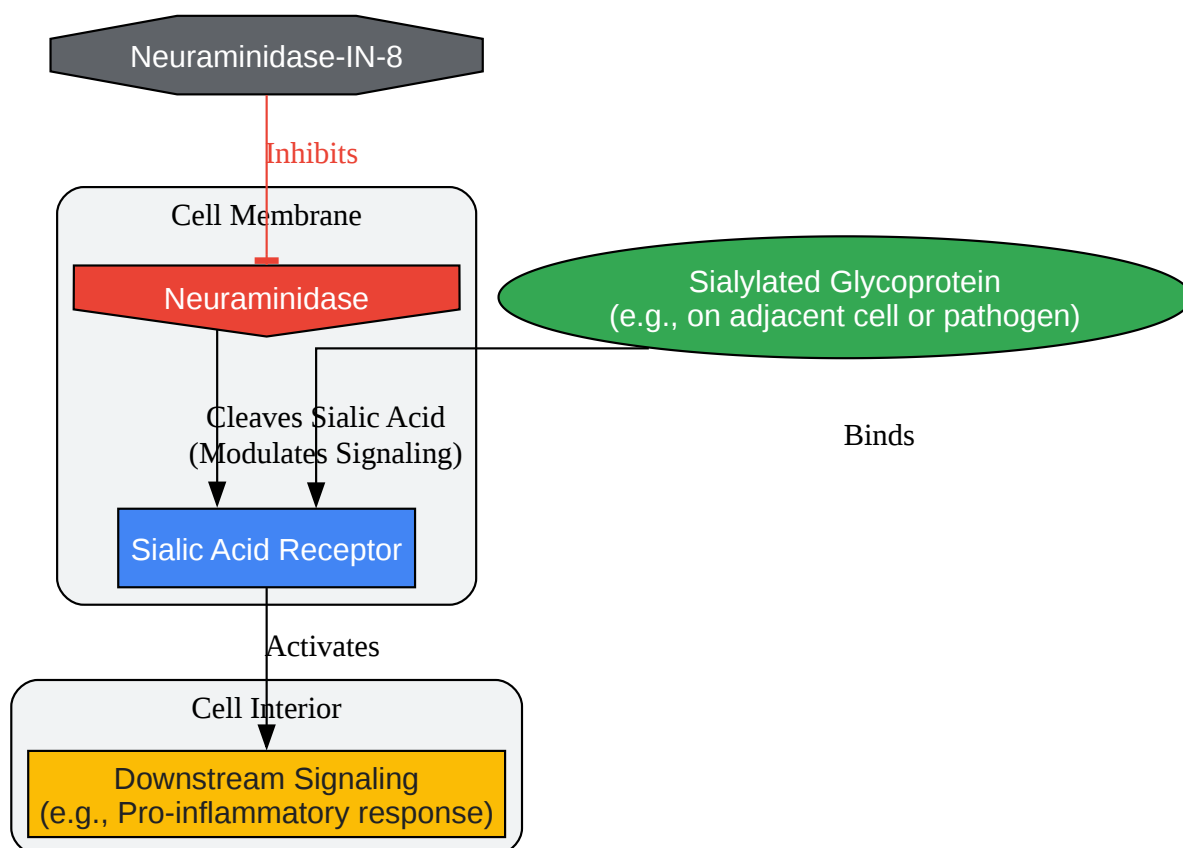 Neuraminidase-IN-8
Inhibits
Cell Membrane
Neuraminidase
Sialylated Glycoprotein
(e.g., on adjacent cell or pathogen)
Cleaves Sialic Acid
(Modulates Signaling)
Binds
Sialic Acid Receptor
Activates
Cell Interior
Downstream Signaling
(e.g., Pro-inflammatory response)